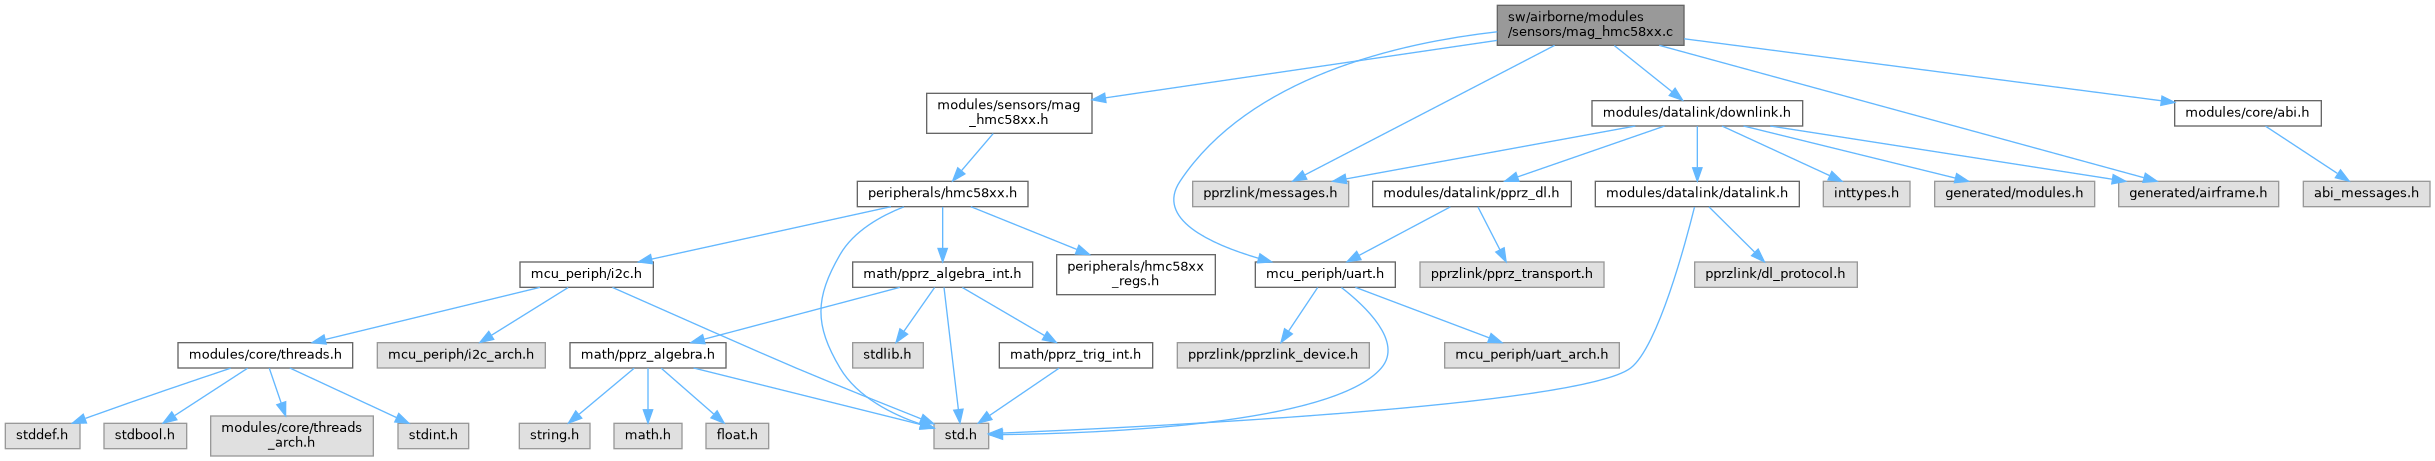 sw/airborne/modules
/sensors/mag_hmc58xx.c
modules/sensors/mag
_hmc58xx.h
modules/datalink/downlink.h
modules/core/abi.h
peripherals/hmc58xx.h
pprzlink/messages.h
modules/datalink/pprz_dl.h
modules/datalink/datalink.h
inttypes.h
generated/modules.h
generated/airframe.h
abi_messages.h
mcu_periph/i2c.h
math/pprz_algebra_int.h
peripherals/hmc58xx
_regs.h
mcu_periph/uart.h
pprzlink/pprz_transport.h
pprzlink/dl_protocol.h
modules/core/threads.h
mcu_periph/i2c_arch.h
math/pprz_algebra.h
stdlib.h
math/pprz_trig_int.h
pprzlink/pprzlink_device.h
mcu_periph/uart_arch.h
stddef.h
stdbool.h
modules/core/threads
_arch.h
stdint.h
string.h
math.h
float.h
std.h